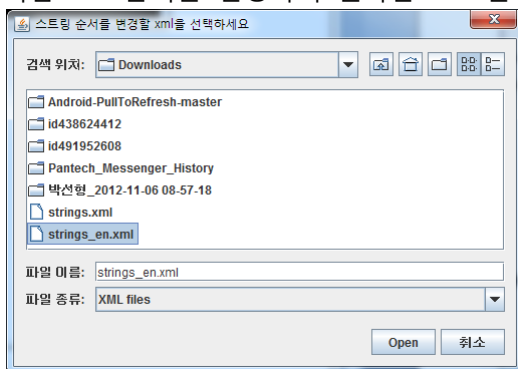 스트링 순서를 변경할 xml을 선택하세요
검색 위치: Downloads
Android-PullToRefresh-master
id438624412
id491952608
Pantech_Messenger_History
박선형_2012-11-06 08-57-18
strings.xml
strings_en.xml
파일 이름: strings_en.xml
파일 종류: XML files
Open 취소